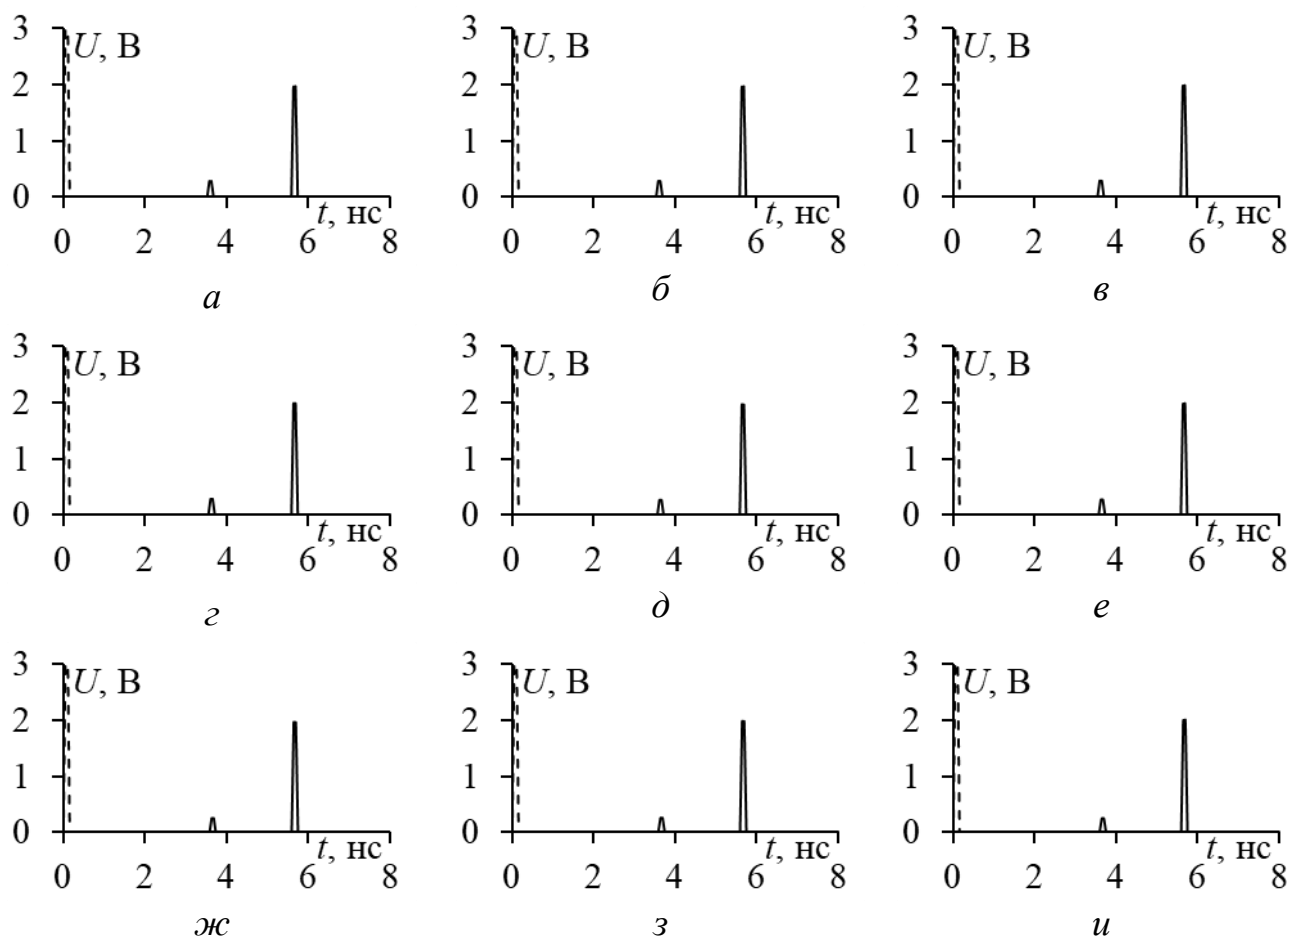 3 U, В 3 U, В 3 U, В
2 2 2
1 1 1
0 t, нс 0 t, нс 0 t, нс
0 2 4 6 8 0 2 4 6 8 0 2 4 6 8
а б в
3 U, В 3 U, В 3 U, В
2 2 2
1 1 1
0 t, нс 0 t, нс 0 t, нс
0 2 4 6 8 0 2 4 6 8 0 2 4 6 8
г д е
3 U, В 3 U, В 3 U, В
2 2 2
1 1 1
0 t, нс 0 t, нс 0 t, нс
0 2 4 6 8 0 2 4 6 8 0 2 4 6 8
ж з и